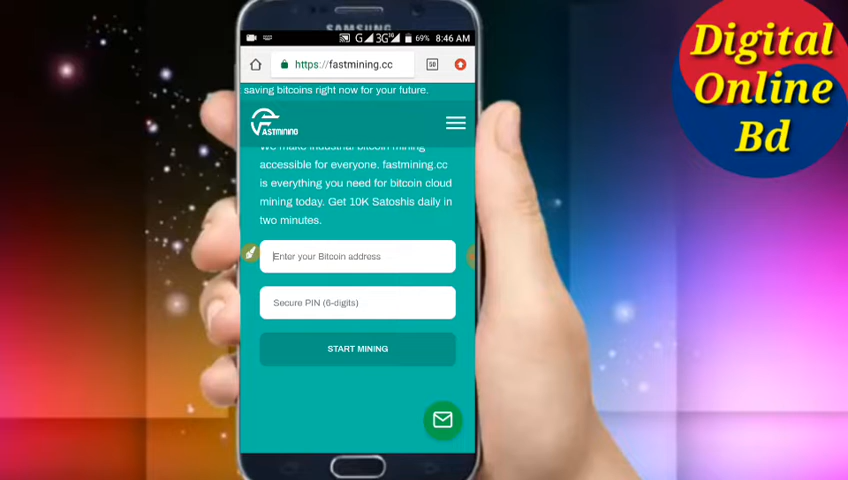 SAMSUNG
G 3G 69% 8:46 AM
https://fastmining.cc
50
saving bitcoins right now for your future.
FASTMINING
We make industrial bitcoin mining
accessible for everyone. fastmining.cc
is everything you need for bitcoin cloud
mining today. Get 10K Satoshis daily in
two minutes.
Enter your Bitcoin address
Secure PIN (6-digits)
START MINING
Digital
Online
Bd